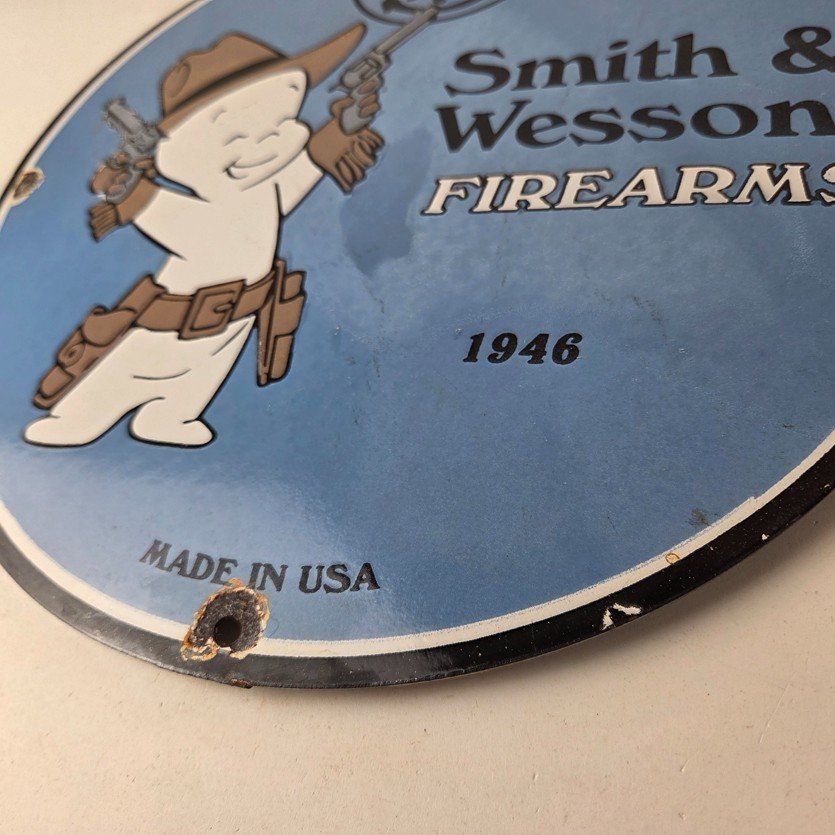 Smith &
Wesson
FIREARMS
1946
MADE IN USA